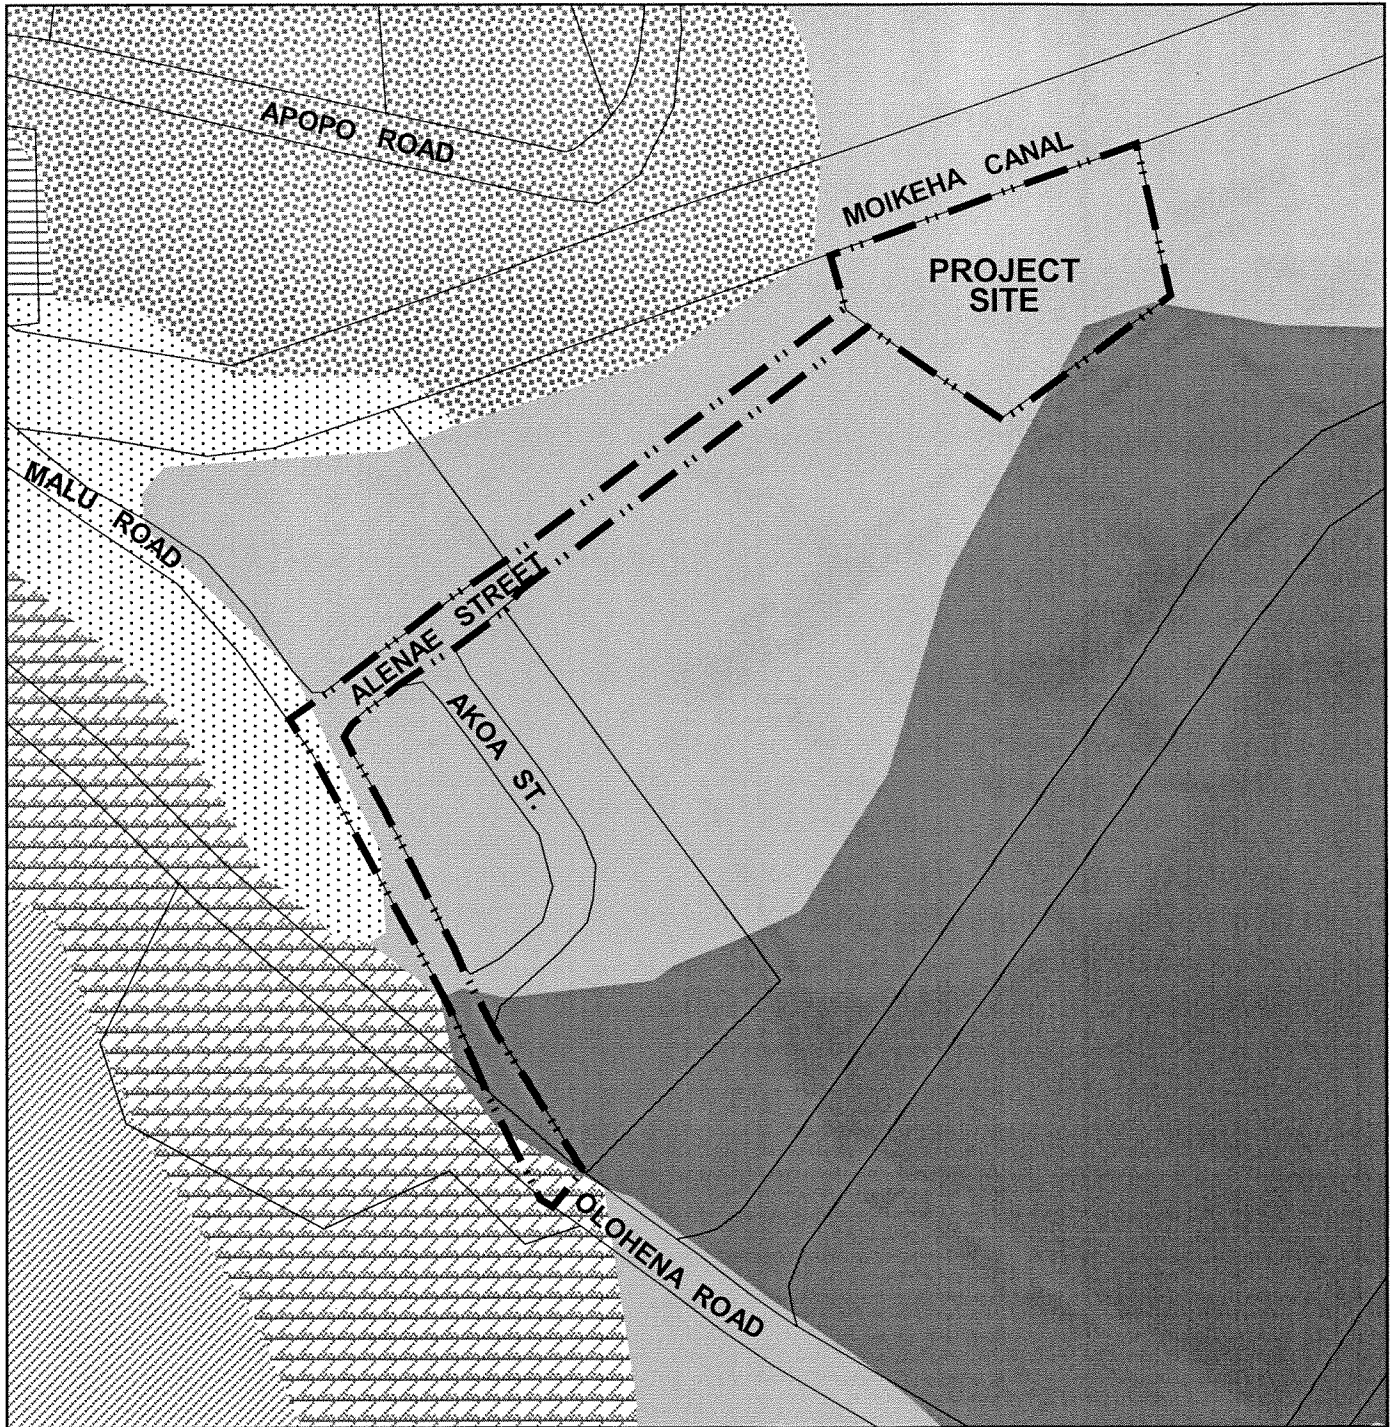 APOPO ROAD
MOIKEHA CANAL
PROJECT
SITE
MALU ROAD
ALENAE STREET
AKOA ST.
OLOHENA ROAD